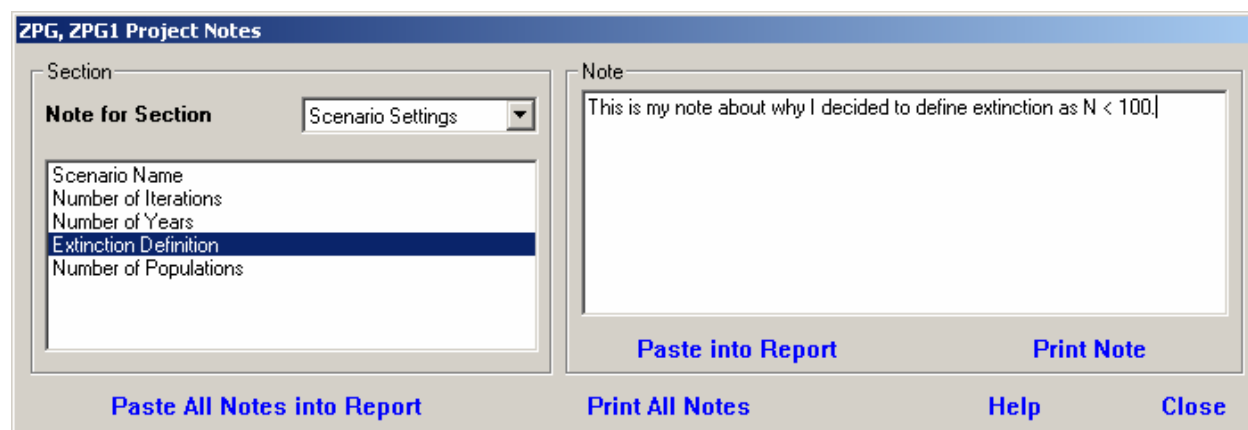 ZPG, ZPG1 Project Notes
Section
Note for Section
Scenario Settings
Scenario Name
Number of Iterations
Number of Years
Extinction Definition
Number of Populations
Note
This is my note about why I decided to define extinction as N < 100.
Paste into Report
Print Note
Paste All Notes into Report
Print All Notes
Help
Close